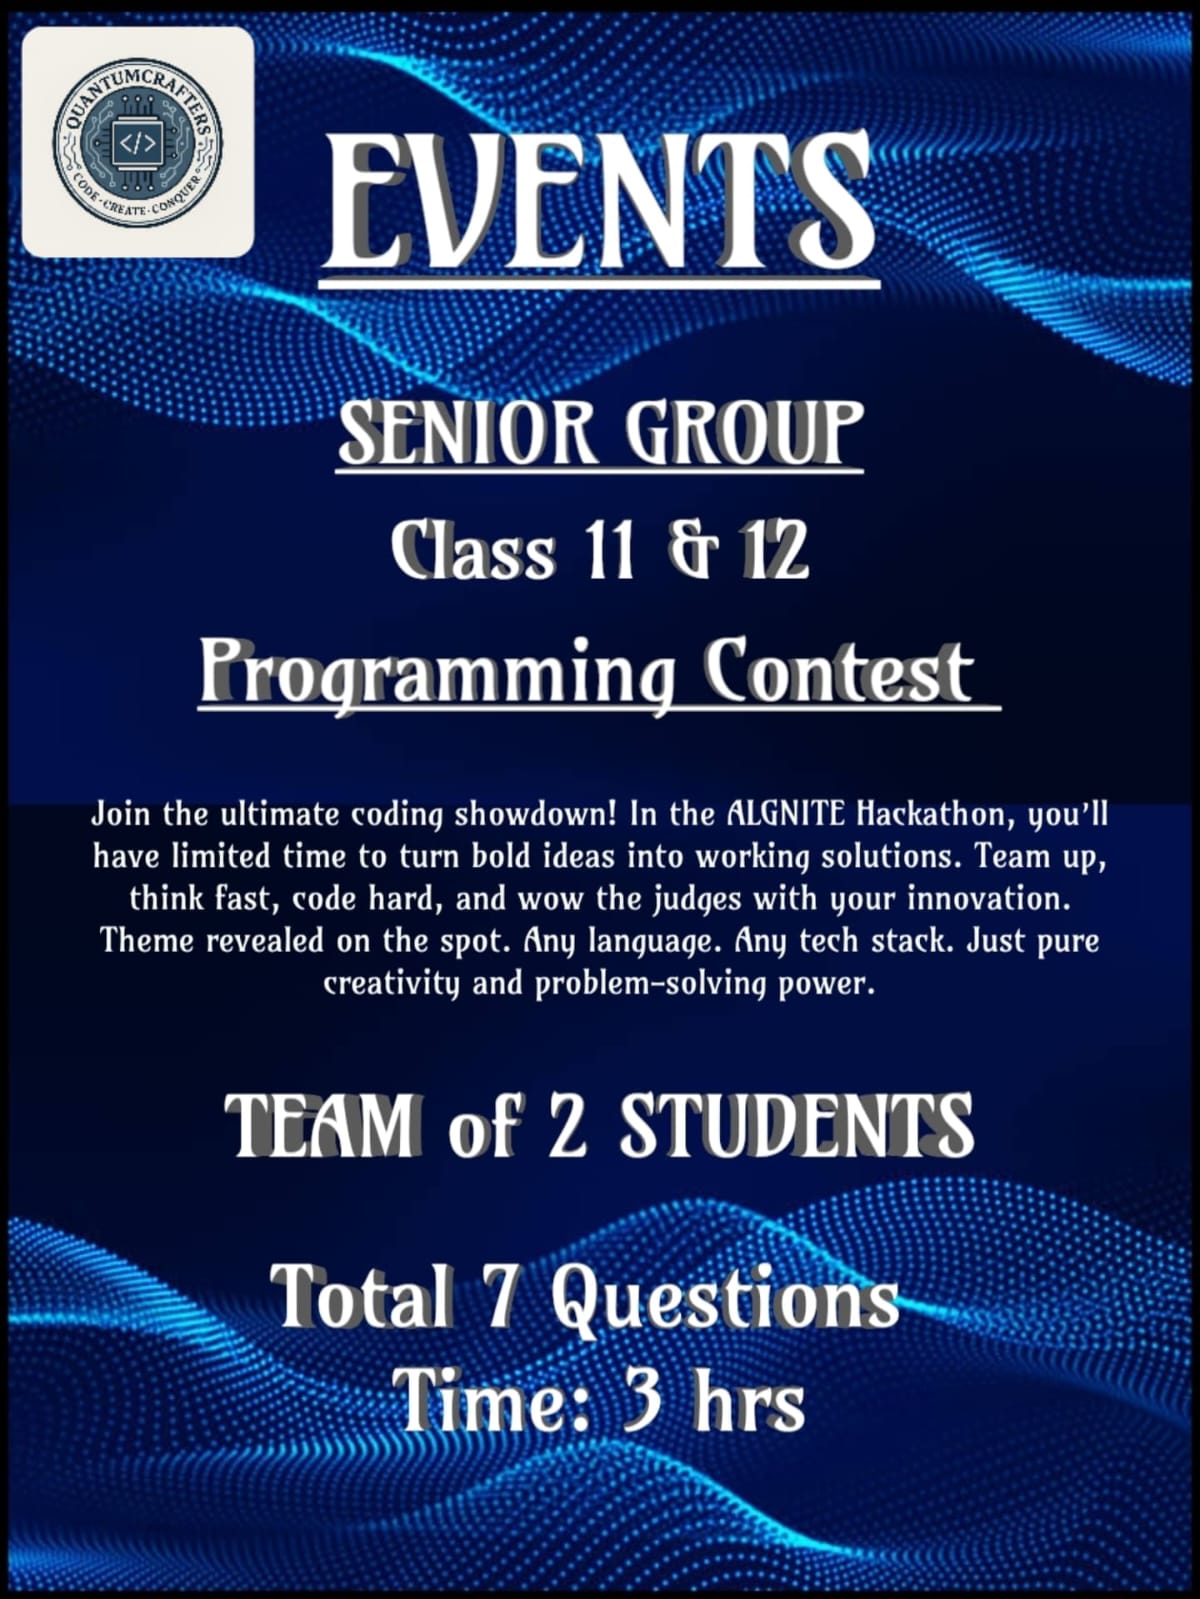 QUANTUMCRAFTERS
</>
CODE·CREATE·CONQUER
EVENTS
SENIOR GROUP
Class 11 & 12
Programming Contest
Join the ultimate coding showdown! In the ALGNITE Hackathon, you'll
have limited time to turn bold ideas into working solutions. Team up,
think fast, code hard, and wow the judges with your innovation.
Theme revealed on the spot. Any language. Any tech stack. Just pure
creativity and problem-solving power.
TEAM of 2 STUDENTS
Total 7 Questions
Time: 3 hrs